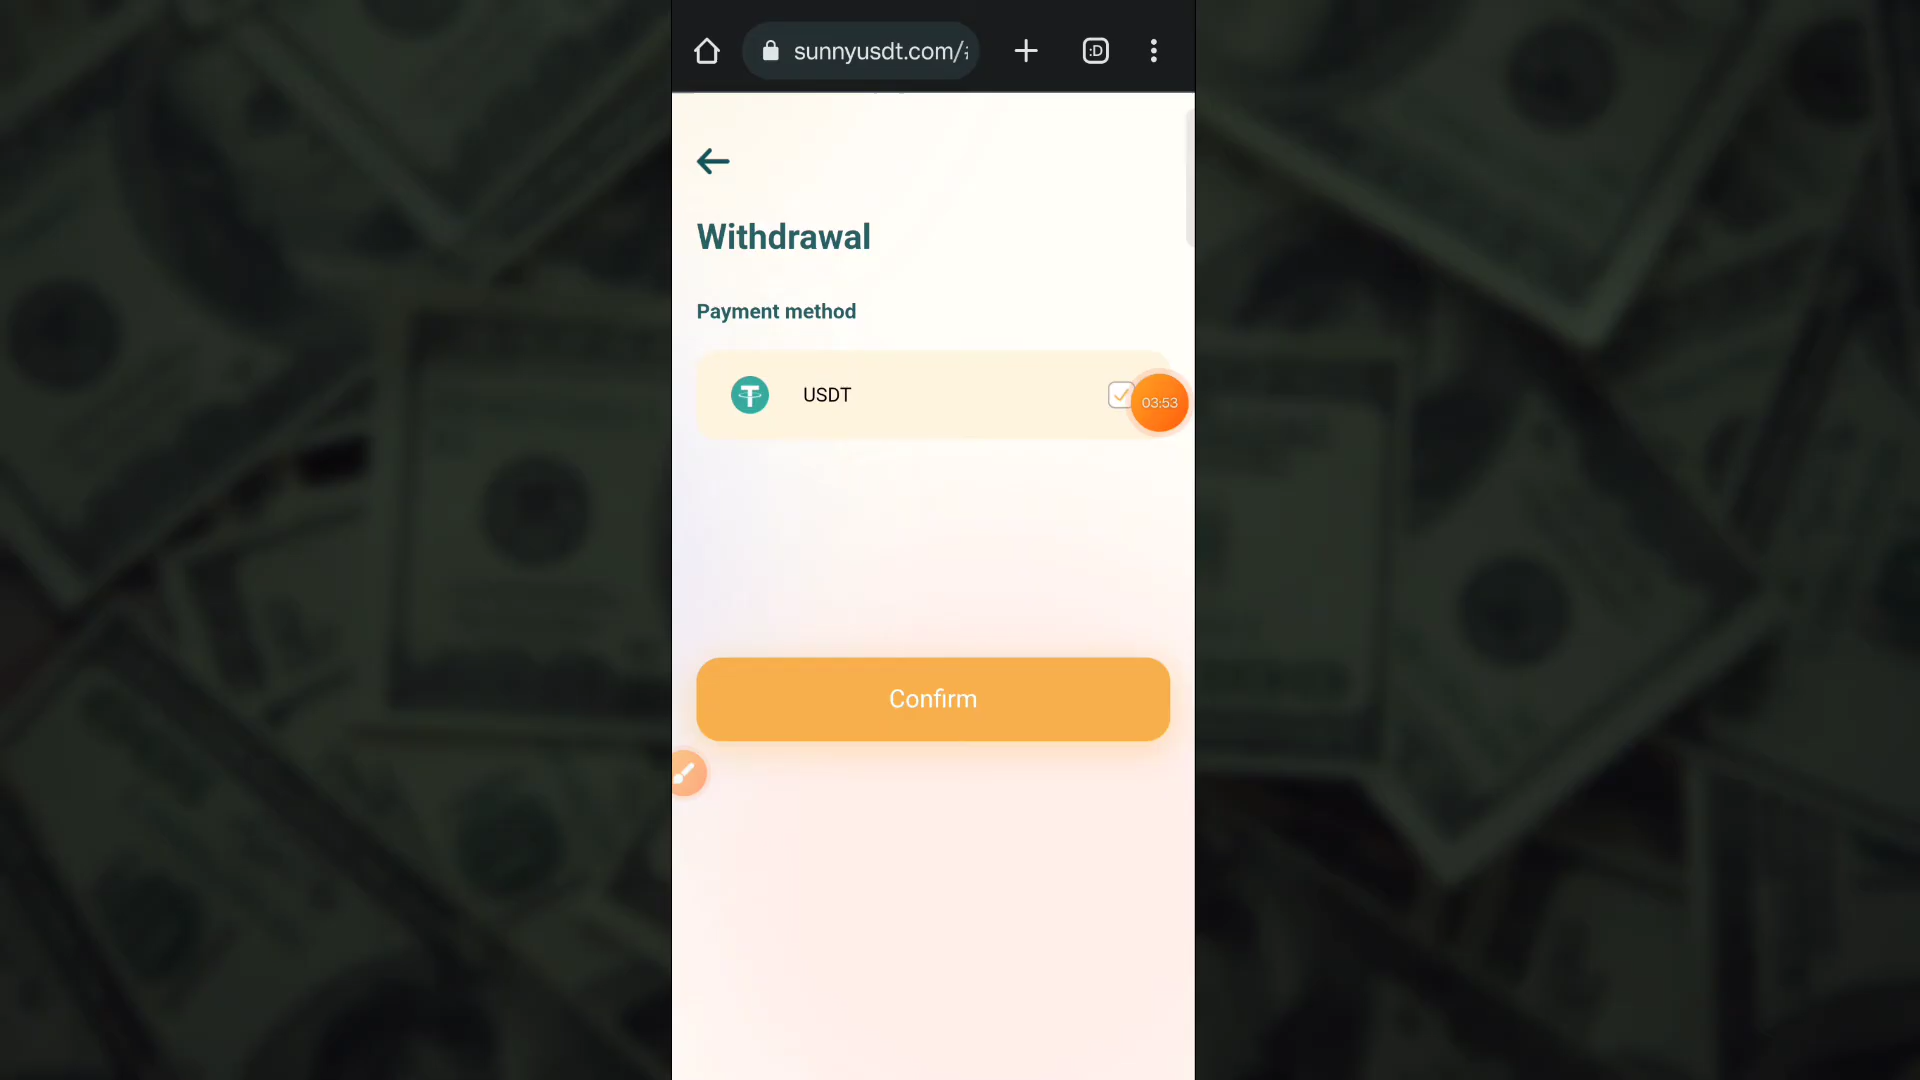 sunnyusdt.com/
:D
Withdrawal
Payment method
USDT
03:53
Confirm